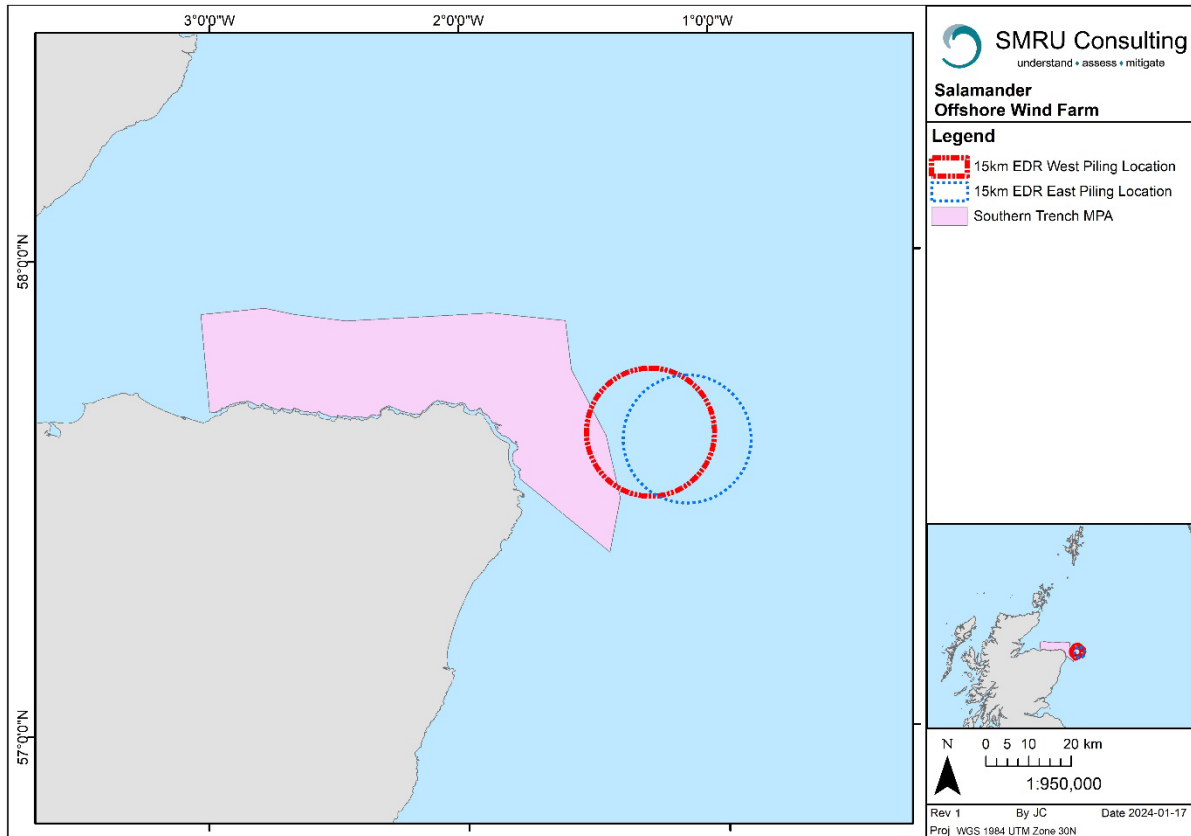 3°0'0"W 2°0'0"W 1°0'0"W
58°0'0"N
57°0'0"N
SMRU Consulting
understand • assess • mitigate
Salamander
Offshore Wind Farm
Legend
15km EDR West Piling Location
15km EDR East Piling Location
Southern Trench MPA
N
0 5 10 20 km
1:950,000
Rev 1 By JC Date 2024-01-17
Proj WGS 1984 UTM Zone 30N